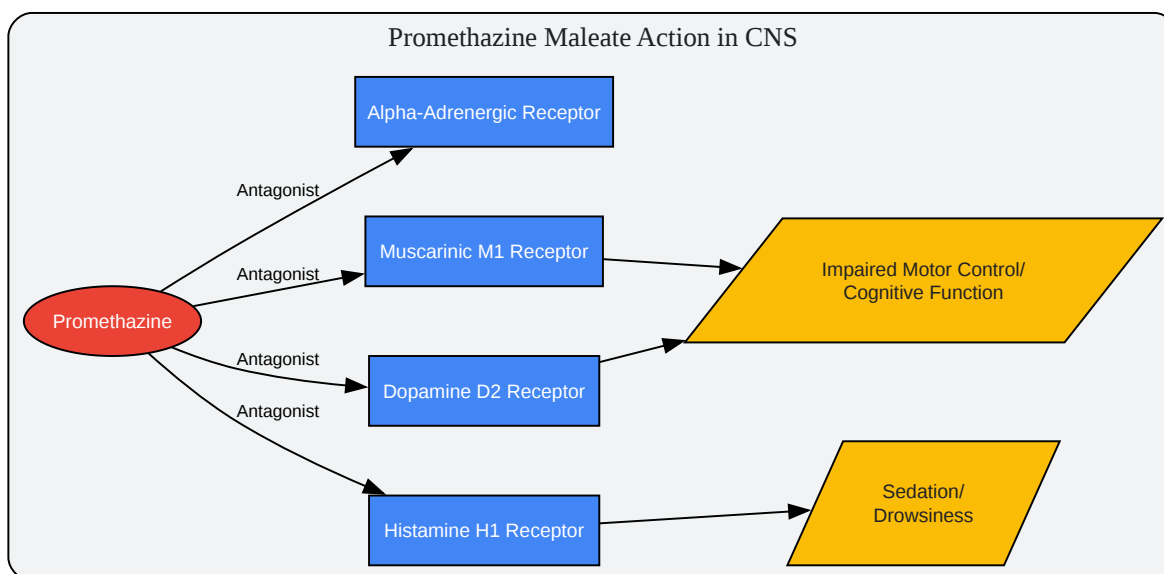 Promethazine Maleate Action in CNS
Alpha-Adrenergic Receptor
Antagonist
Muscarinic M1 Receptor
Antagonist
Impaired Motor Control/
Cognitive Function
Promethazine
Antagonist
Dopamine D2 Receptor
Antagonist
Sedation/
Drowsiness
Histamine H1 Receptor